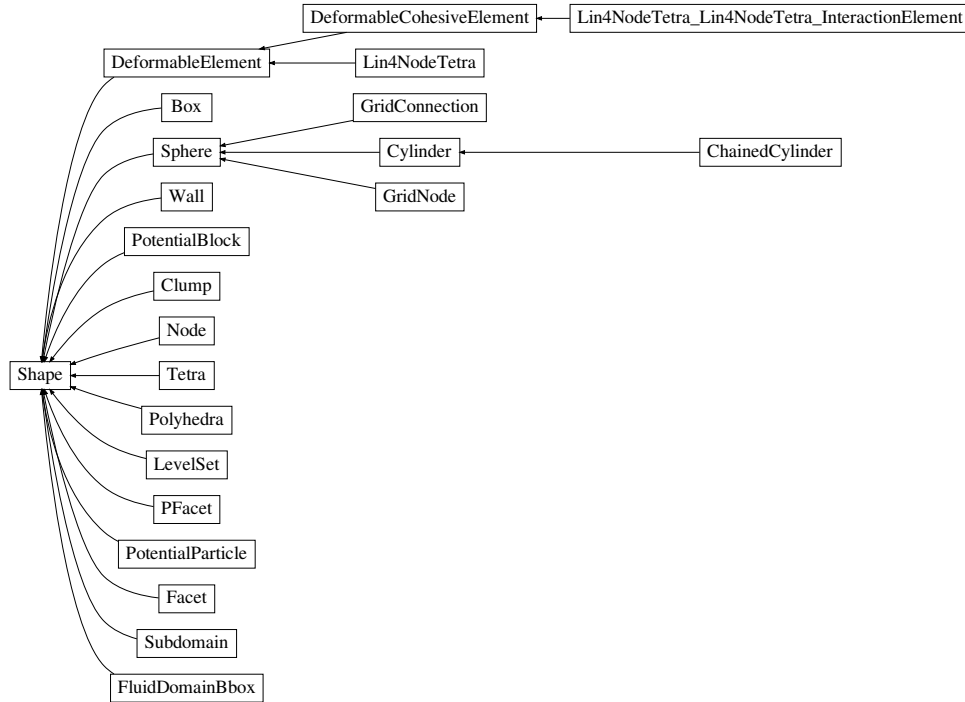 DeformableCohesiveElement Lin4NodeTetra_Lin4NodeTetra_InteractionElement
DeformableElement Lin4NodeTetra
Box GridConnection
Sphere Cylinder ChainedCylinder
Wall GridNode
PotentialBlock
Clump
Node
Shape Tetra
Polyhedra
LevelSet
PFacet
PotentialParticle
Facet
Subdomain
FluidDomainBbox